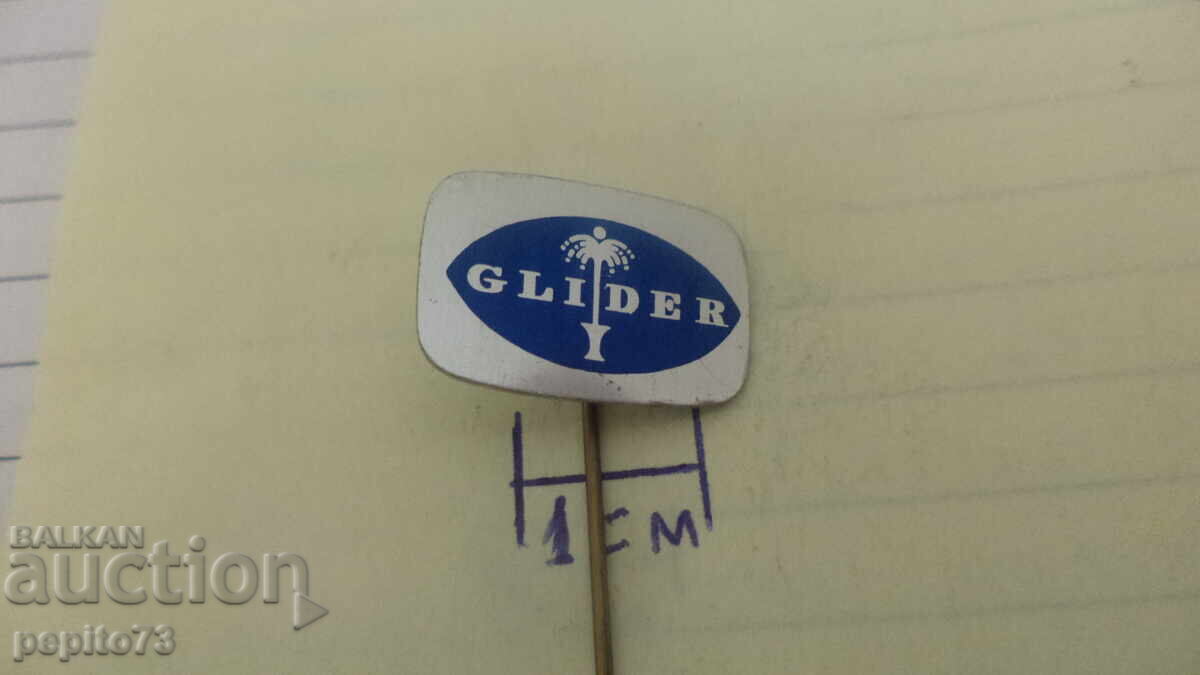 GLIDER
1 CM
BALKAN
auction
pepito73